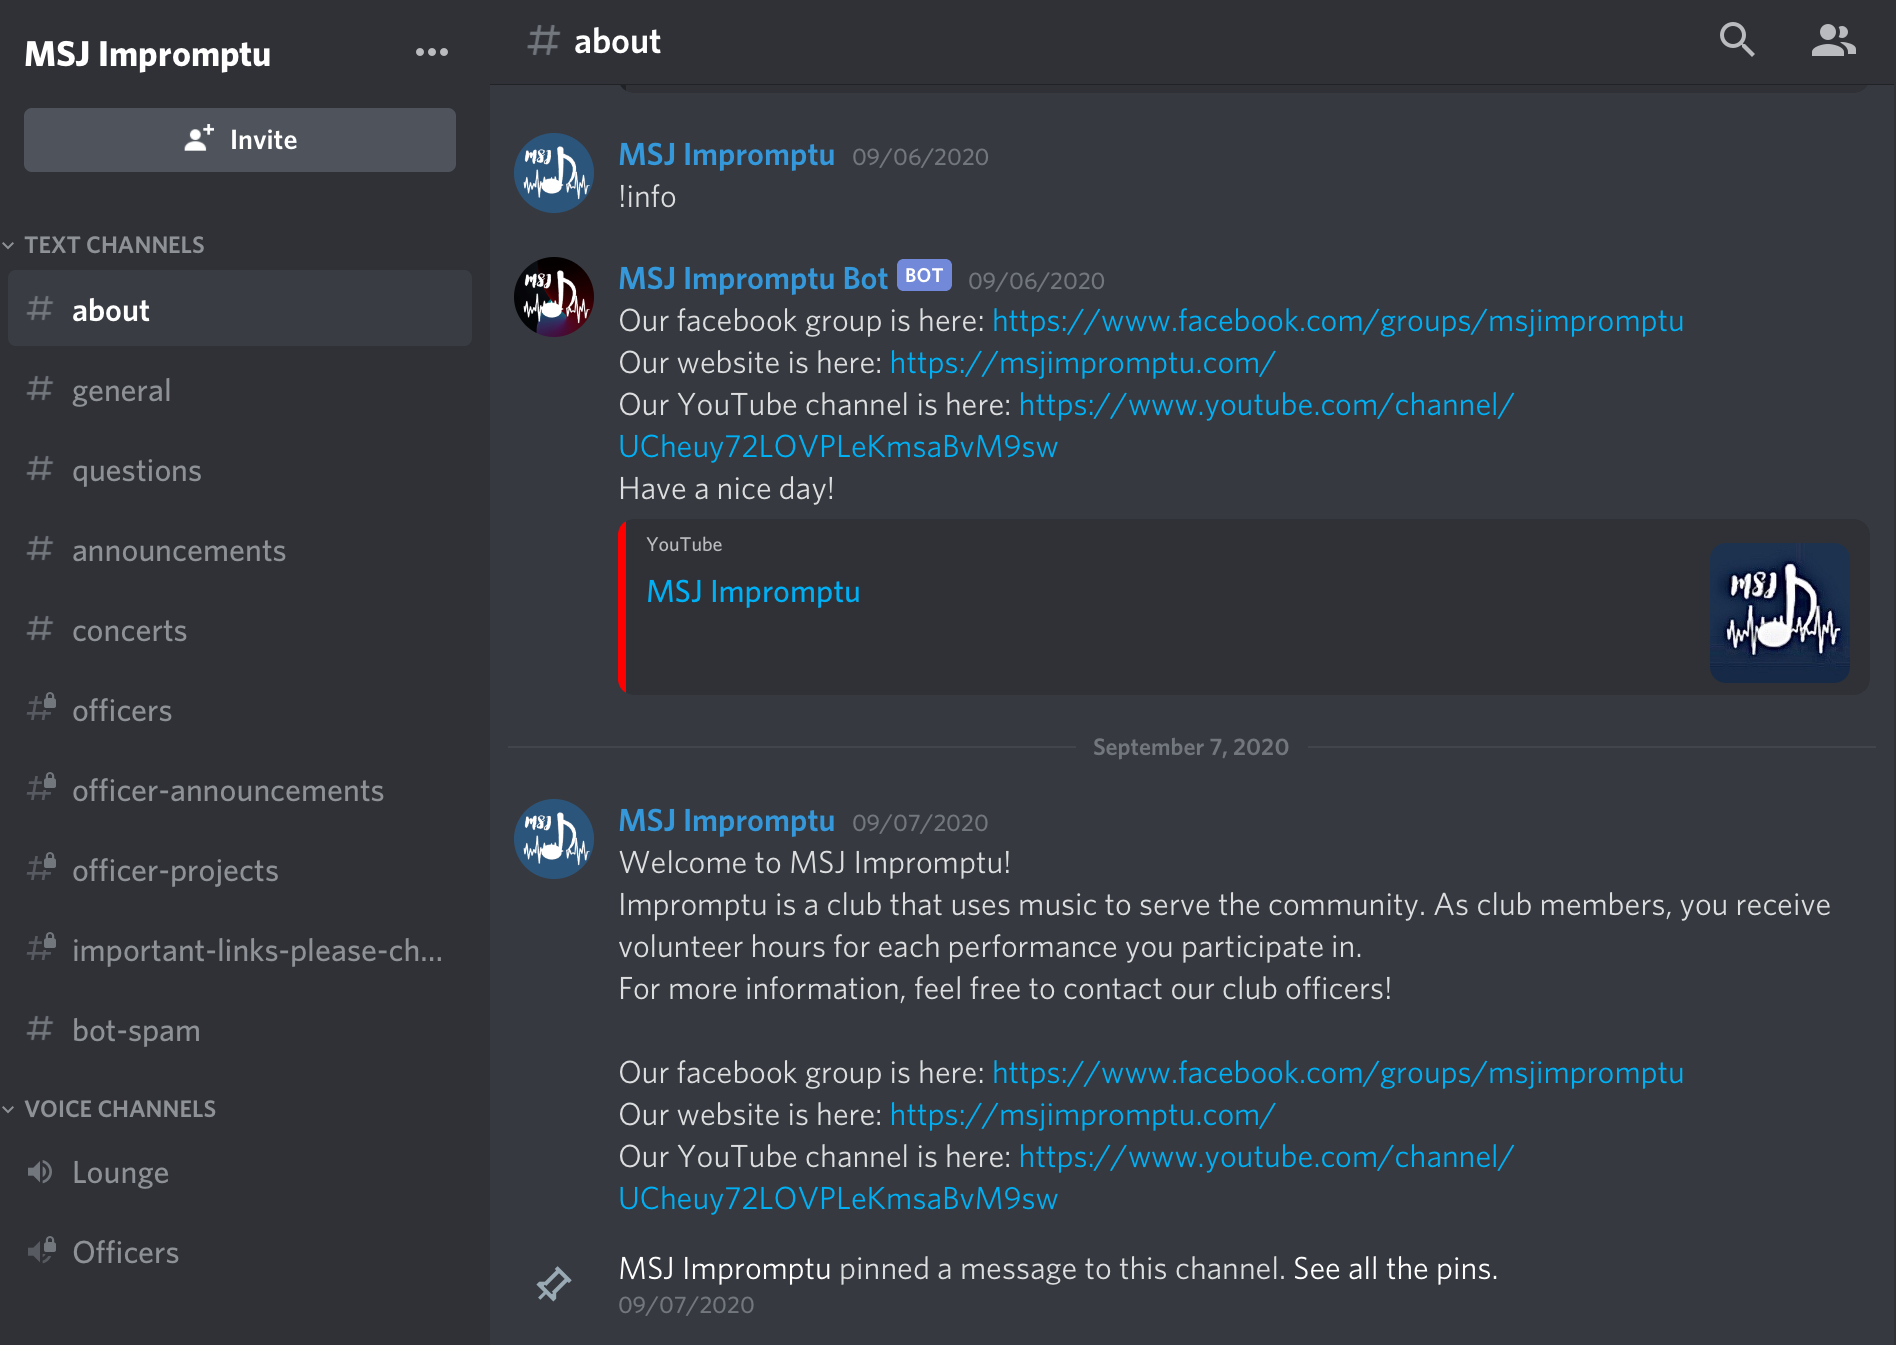 MSJ Impromptu
Invite
TEXT CHANNELS
about
general
questions
announcements
concerts
officers
officer-announcements
officer-projects
important-links-please-ch...
bot-spam
VOICE CHANNELS
Lounge
Officers
about
MSJ
MSJ Impromptu 09/06/2020
!info
MSJ
MSJ Impromptu Bot BOT 09/06/2020
Our facebook group is here: https://www.facebook.com/groups/msjimpromptu
Our website is here: https://msjimpromptu.com/
Our YouTube channel is here: https://www.youtube.com/channel/
UCheuy72LOVPLeKmsaBvM9sw
Have a nice day!
YouTube
MSJ Impromptu
MSJ
September 7, 2020
MSJ
MSJ Impromptu 09/07/2020
Welcome to MSJ Impromptu!
Impromptu is a club that uses music to serve the community. As club members, you receive
volunteer hours for each performance you participate in.
For more information, feel free to contact our club officers!
Our facebook group is here: https://www.facebook.com/groups/msjimpromptu
Our website is here: https://msjimpromptu.com/
Our YouTube channel is here: https://www.youtube.com/channel/
UCheuy72LOVPLeKmsaBvM9sw
MSJ Impromptu pinned a message to this channel. See all the pins.
09/07/2020